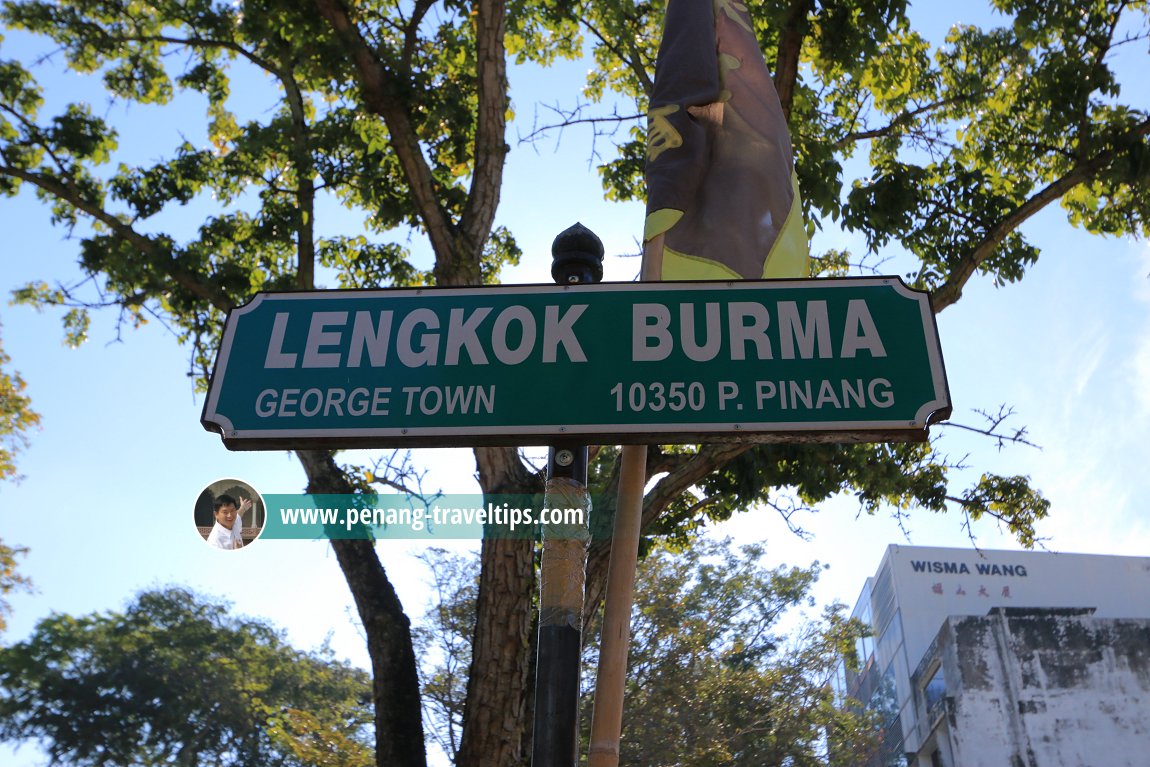 LENGKOK BURMA
GEORGE TOWN 10350 P. PINANG
www.penang-traveltips.com
WISMA WANG